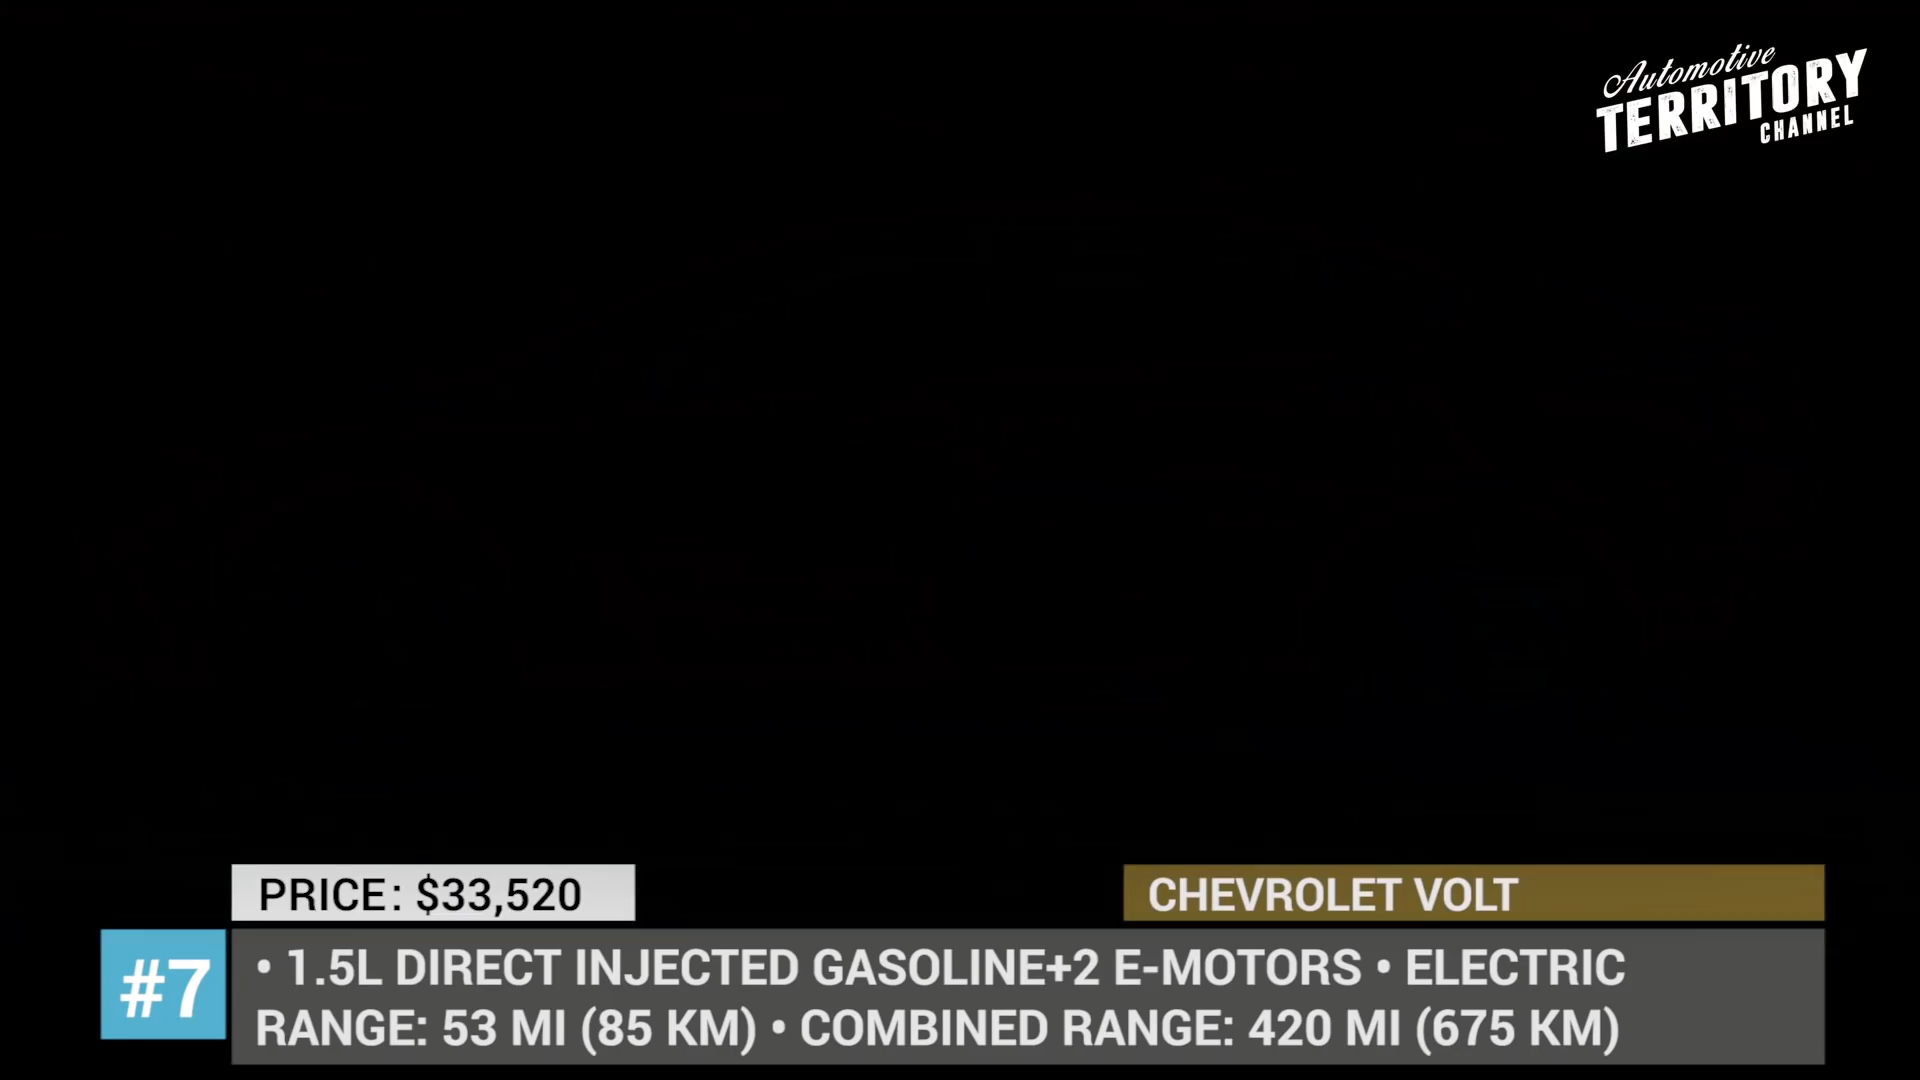 Automotive
TERRITORY
CHANNEL
PRICE: $33,520
CHEVROLET VOLT
#7
• 1.5L DIRECT INJECTED GASOLINE+2 E-MOTORS • ELECTRIC
RANGE: 53 MI (85 KM) • COMBINED RANGE: 420 MI (675 KM)